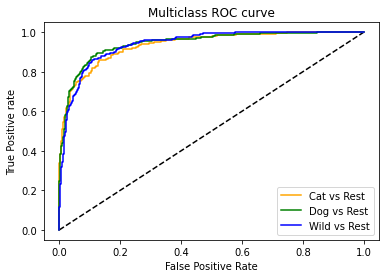 Multiclass ROC curve
True Positive rate
1.0
0.8
0.6
0.4
0.2
0.0
Cat vs Rest
Dog vs Rest
Wild vs Rest
0.0 0.2 0.4 0.6 0.8 1.0
False Positive Rate